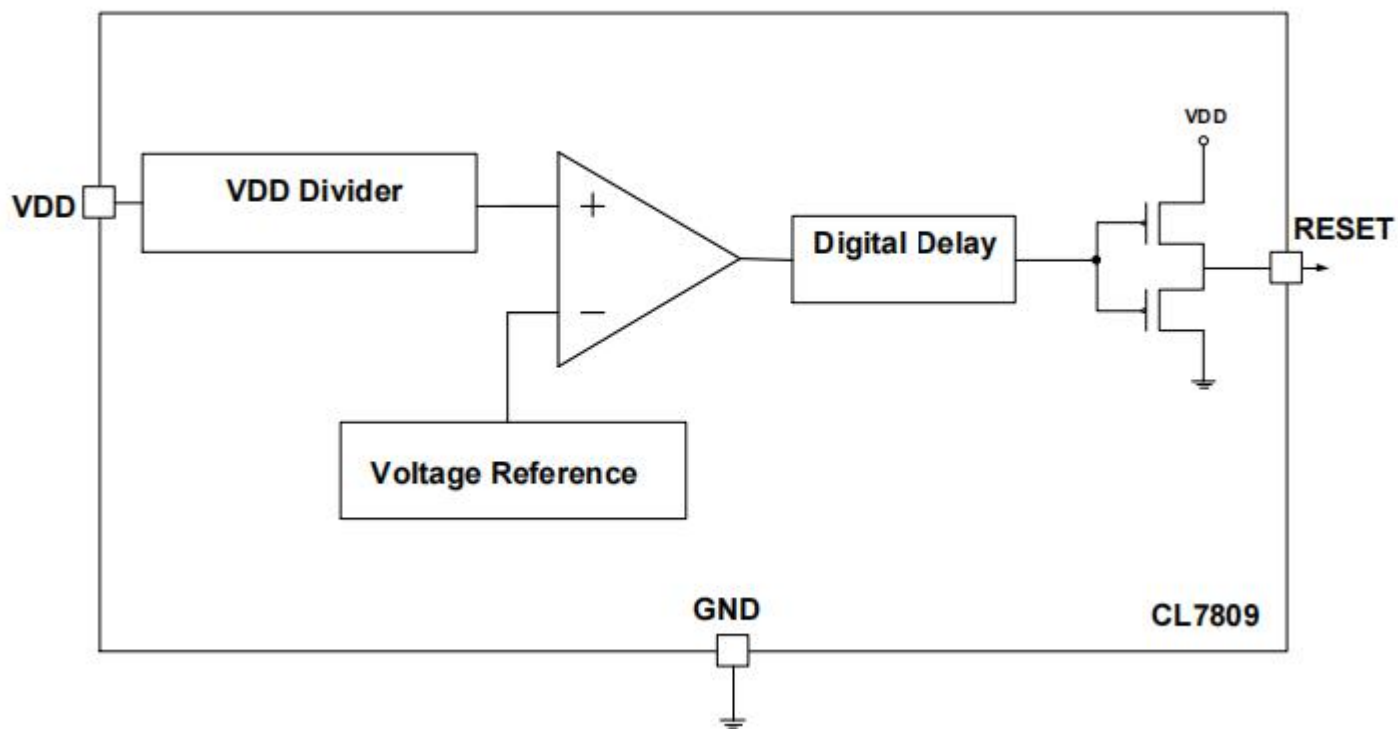 VDD
VDD Divider
+
−
Voltage Reference
Digital Delay
VDD
RESET
GND
CL7809